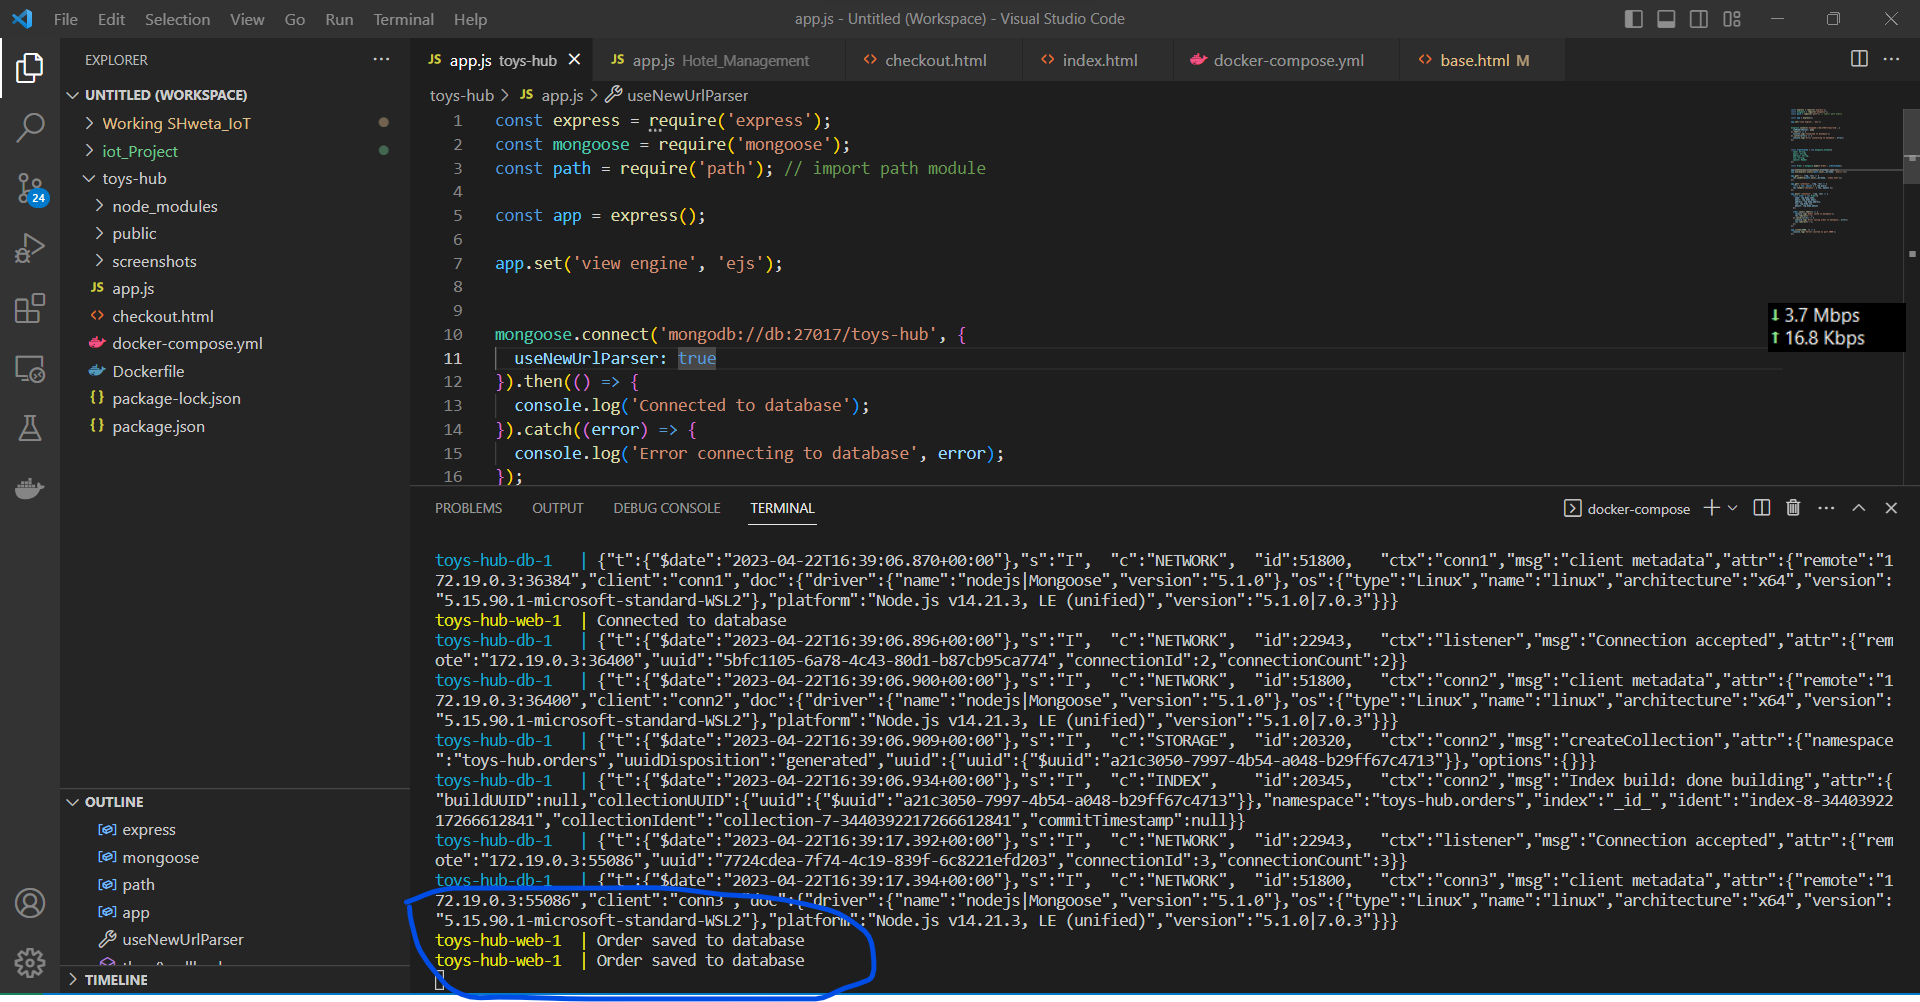 File Edit Selection View Go Run Terminal Help
app.js - Untitled (Workspace) - Visual Studio Code
EXPLORER
UNTITLED (WORKSPACE)
Working SHweta_IoT
iot_Project
toys-hub
node_modules
public
screenshots
JS app.js
<> checkout.html
docker-compose.yml
Dockerfile
{} package-lock.json
{} package.json
24
OUTLINE
express
mongoose
path
app
useNewUrlParser
TIMELINE
JS app.js toys-hub
JS app.js Hotel_Management
<> checkout.html
<> index.html
docker-compose.yml
<> base.html M
toys-hub > JS app.js > useNewUrlParser
1 const express = require('express');
2 const mongoose = require('mongoose');
3 const path = require('path'); // import path module
4
5 const app = express();
6
7 app.set('view engine', 'ejs');
8
9
10 mongoose.connect('mongodb://db:27017/toys-hub', {
11 useNewUrlParser: true
12 }).then(() => {
13 console.log('Connected to database');
14 }).catch((error) => {
15 console.log('Error connecting to database', error);
16 });
↓ 3.7 Mbps
↑ 16.8 Kbps
PROBLEMS OUTPUT DEBUG CONSOLE TERMINAL
docker-compose
toys-hub-db-1 | {"t":{"$date":"2023-04-22T16:39:06.870+00:00"},"s":"I", "c":"NETWORK", "id":51800, "ctx":"conn1","msg":"client metadata","attr":{"remote":"1
72.19.0.3:36384","client":"conn1","doc":{"driver":{"name":"nodejs|Mongoose","version":"5.1.0"},"os":{"type":"Linux","name":"linux","architecture":"x64","version":
"5.15.90.1-microsoft-standard-WSL2"},"platform":"Node.js v14.21.3, LE (unified)","version":"5.1.0|7.0.3"}}}
toys-hub-web-1 | Connected to database
toys-hub-db-1 | {"t":{"$date":"2023-04-22T16:39:06.896+00:00"},"s":"I", "c":"NETWORK", "id":22943, "ctx":"listener","msg":"Connection accepted","attr":{"rem
ote":"172.19.0.3:36400","uuid":"5bfc1105-6a78-4c43-80d1-b87cb95ca774","connectionId":2,"connectionCount":2}}
toys-hub-db-1 | {"t":{"$date":"2023-04-22T16:39:06.900+00:00"},"s":"I", "c":"NETWORK", "id":51800, "ctx":"conn2","msg":"client metadata","attr":{"remote":"1
72.19.0.3:36400","client":"conn2","doc":{"driver":{"name":"nodejs|Mongoose","version":"5.1.0"},"os":{"type":"Linux","name":"linux","architecture":"x64","version":
"5.15.90.1-microsoft-standard-WSL2"},"platform":"Node.js v14.21.3, LE (unified)","version":"5.1.0|7.0.3"}}}
toys-hub-db-1 | {"t":{"$date":"2023-04-22T16:39:06.909+00:00"},"s":"I", "c":"STORAGE", "id":20320, "ctx":"conn2","msg":"createCollection","attr":{"namespace
":"toys-hub.orders","uuidDisposition":"generated","uuid":{"uuid":{"$uuid":"a21c3050-7997-4b54-a048-b29ff67c4713"}},"options":{}}}
toys-hub-db-1 | {"t":{"$date":"2023-04-22T16:39:06.934+00:00"},"s":"I", "c":"INDEX", "id":20345, "ctx":"conn2","msg":"Index build: done building","attr":{
"buildUUID":null,"collectionUUID":{"uuid":{"$uuid":"a21c3050-7997-4b54-a048-b29ff67c4713"}},"namespace":"toys-hub.orders","index":"_id_","ident":"index-8-34403922
17266612841","collectionIdent":"collection-7-3440392217266612841","commitTimestamp":null}}
toys-hub-db-1 | {"t":{"$date":"2023-04-22T16:39:17.392+00:00"},"s":"I", "c":"NETWORK", "id":22943, "ctx":"listener","msg":"Connection accepted","attr":{"rem
ote":"172.19.0.3:55086","uuid":"7724cdea-7f74-4c19-839f-6c8221efd203","connectionId":3,"connectionCount":3}}
toys-hub-db-1 | {"t":{"$date":"2023-04-22T16:39:17.394+00:00"},"s":"I", "c":"NETWORK", "id":51800, "ctx":"conn3","msg":"client metadata","attr":{"remote":"1
72.19.0.3:55086","client":"conn3","doc":{"driver":{"name":"nodejs|Mongoose","version":"5.1.0"},"os":{"type":"Linux","name":"linux","architecture":"x64","version":
"5.15.90.1-microsoft-standard-WSL2"},"platform":"Node.js v14.21.3, LE (unified)","version":"5.1.0|7.0.3"}}}
toys-hub-web-1 | Order saved to database
toys-hub-web-1 | Order saved to database